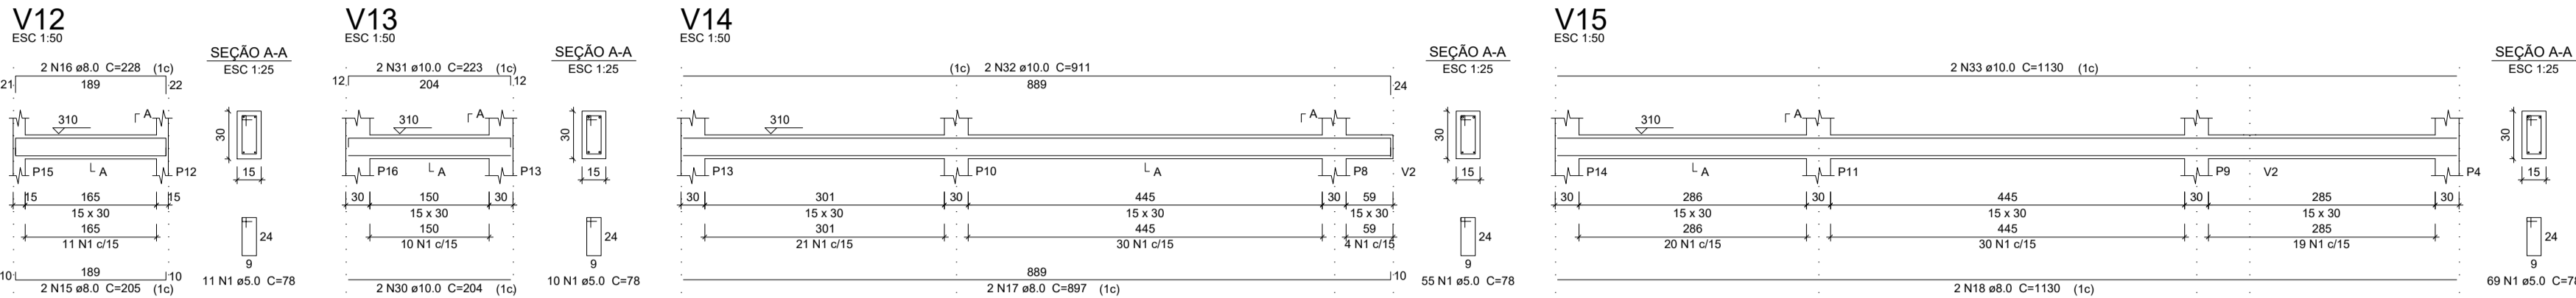 V12
ESC 1:50
SEÇÃO A-A
ESC 1:25
2 N16 ø8.0 C=228 (1c)
21
189
22
310
A
30
P15
A
P12
15
15
165
15
15 x 30
165
11 N1 c/15
24
9
189
10
10
2 N15 ø8.0 C=205 (1c)
11 N1 ø5.0 C=78
V13
ESC 1:50
SEÇÃO A-A
ESC 1:25
2 N31 ø10.0 C=223 (1c)
12
204
12
310
A
30
P16
A
P13
15
30
150
30
15 x 30
150
10 N1 c/15
24
9
2 N30 ø10.0 C=204 (1c)
10 N1 ø5.0 C=78
V14
ESC 1:50
SEÇÃO A-A
ESC 1:25
(1c) 2 N32 ø10.0 C=911
889
24
310
A
30
P13
P10
A
P8
V2
15
30
301
30
445
30
59
15 x 30
15 x 30
15 x 30
301
445
59
21 N1 c/15
30 N1 c/15
4 N1 c/15
24
9
889
10
2 N17 ø8.0 C=897 (1c)
55 N1 ø5.0 C=78
V15
ESC 1:50
SEÇÃO A-A
ESC 1:25
2 N33 ø10.0 C=1130 (1c)
310
A
30
P14
A
P11
P9
V2
P4
15
30
286
30
445
30
285
30
15 x 30
15 x 30
15 x 30
286
445
285
20 N1 c/15
30 N1 c/15
19 N1 c/15
24
9
2 N18 ø8.0 C=1130 (1c)
69 N1 ø5.0 C=78